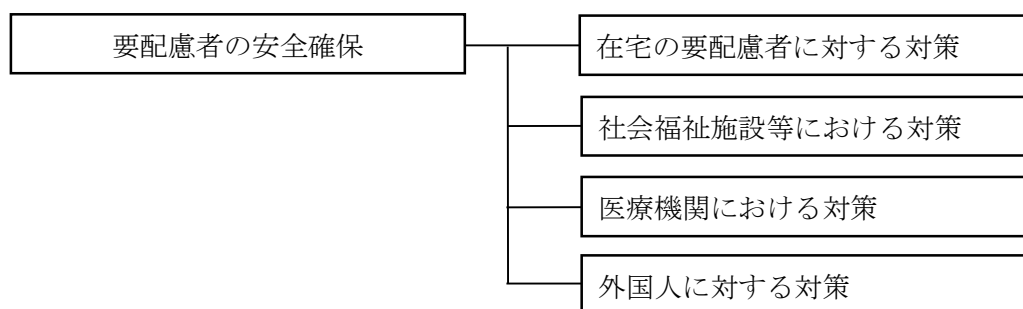 要配慮者の安全確保
在宅の要配慮者に対する対策
社会福祉施設等における対策
医療機関における対策
外国人に対する対策